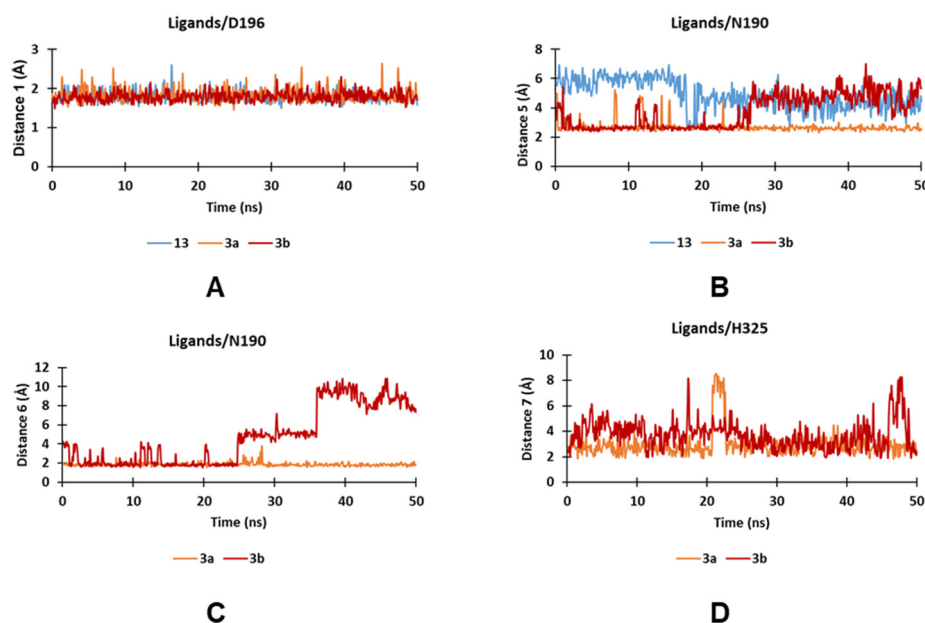 Ligands/D196
Distance 1 (Å)
3
2
1
0
0 10 20 30 40 50
Time (ns)
13 3a 3b
A
Ligands/N190
Distance 5 (Å)
8
6
4
2
0
0 10 20 30 40 50
Time (ns)
13 3a 3b
B
Ligands/N190
Distance 6 (Å)
12
10
8
6
4
2
0
0 10 20 30 40 50
Time (ns)
3a 3b
C
Ligands/H325
Distance 7 (Å)
10
8
6
4
2
0
0 10 20 30 40 50
Time (ns)
3a 3b
D